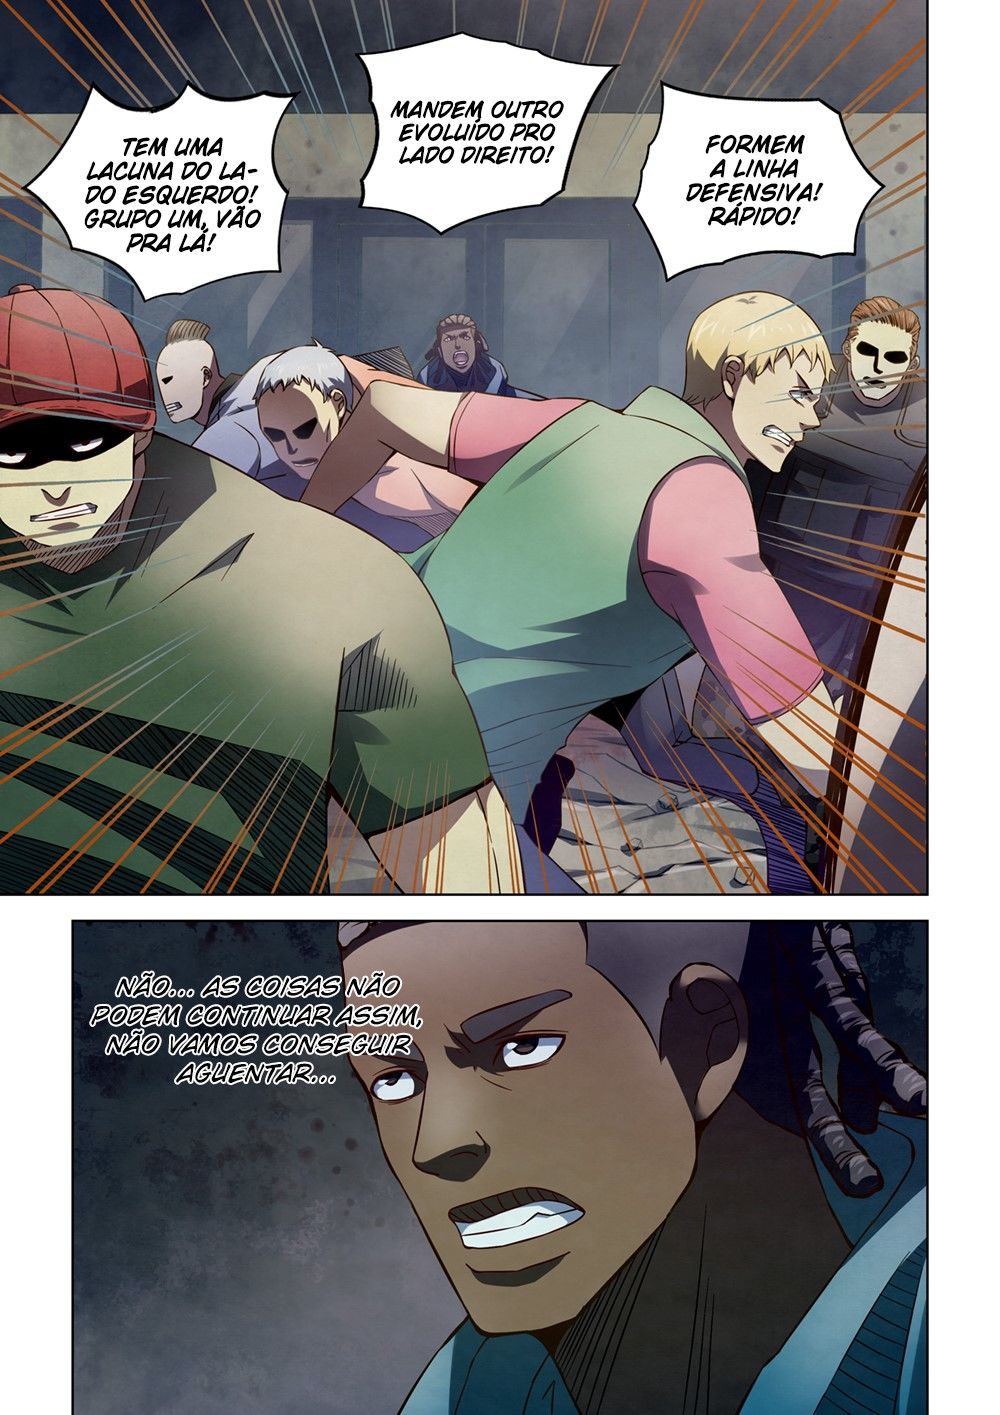 TEM UMA
LACUNA DO LA-
DO ESQUERDO!
GRUPO UM, VÃO
PRA LÁ!
MANDEM OUTRO
EVOLUÍDO PRO
LADO DIREITO!
FORMEM
A LINHA
DEFENSIVA!
RÁPIDO!
NÃO... AS COISAS NÃO
PODEM CONTINUAR ASSIM,
NÃO VAMOS CONSEGUIR
AGUENTAR...